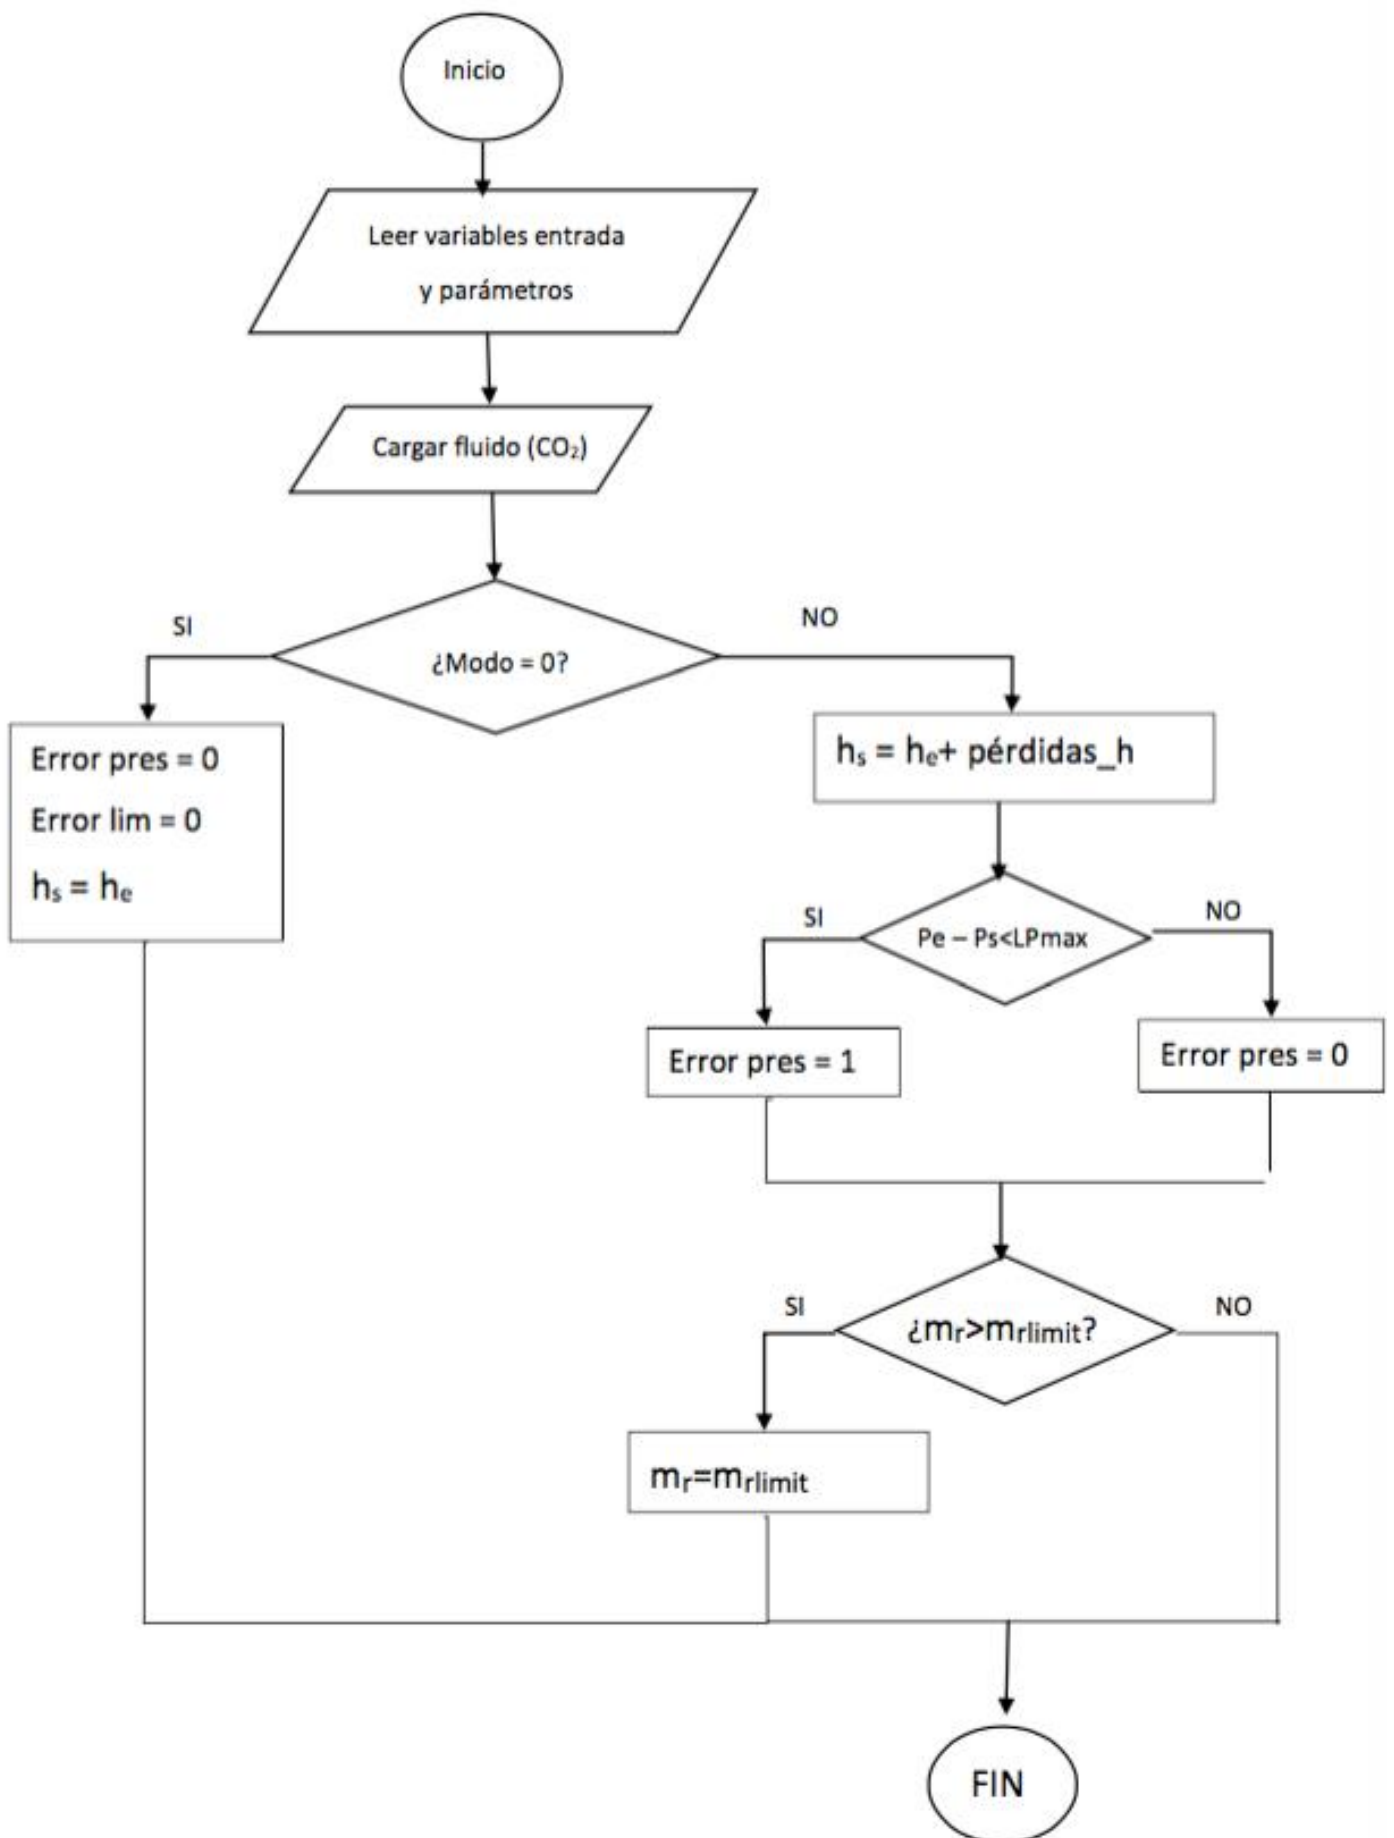 Inicio
Leer variables entrada
y parámetros
Cargar fluido (CO₂)
SI
NO
¿Modo = 0?
Error pres = 0
Error lim = 0
hₛ = hₑ
hₛ = hₑ+ pérdidas_h
SI
NO
Pe – Ps<LPmax
Error pres = 1
Error pres = 0
SI
NO
¿mᵣ>mᵣₗᵢₘᵢₜ?
mᵣ=mᵣₗᵢₘᵢₜ
FIN